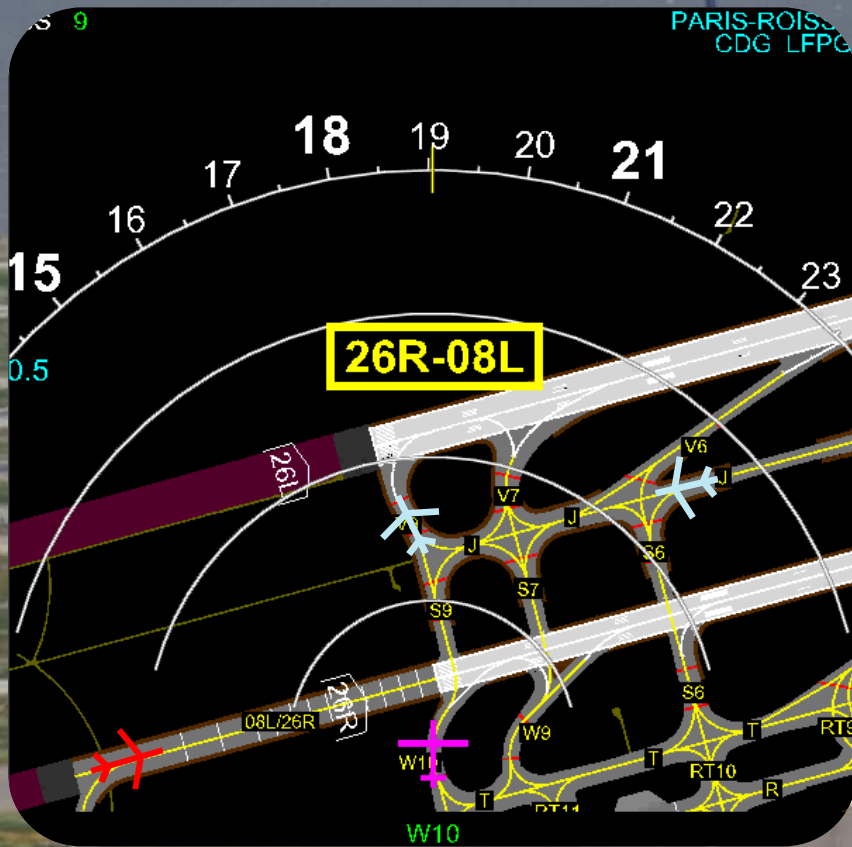 GS 9
PARIS-ROISS
CDG LFPG
19
18
20
21
17
16
22
15
23
26R-08L
0.5
26L
V6
J
V7
J
J
S6
S7
S9
26R
S6
08L/26R
W9
T
RT9
W10
T
RT10
R
T
RT11
W10